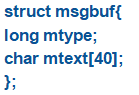 struct msgbuf{
long mtype;
char mtext[40];
};